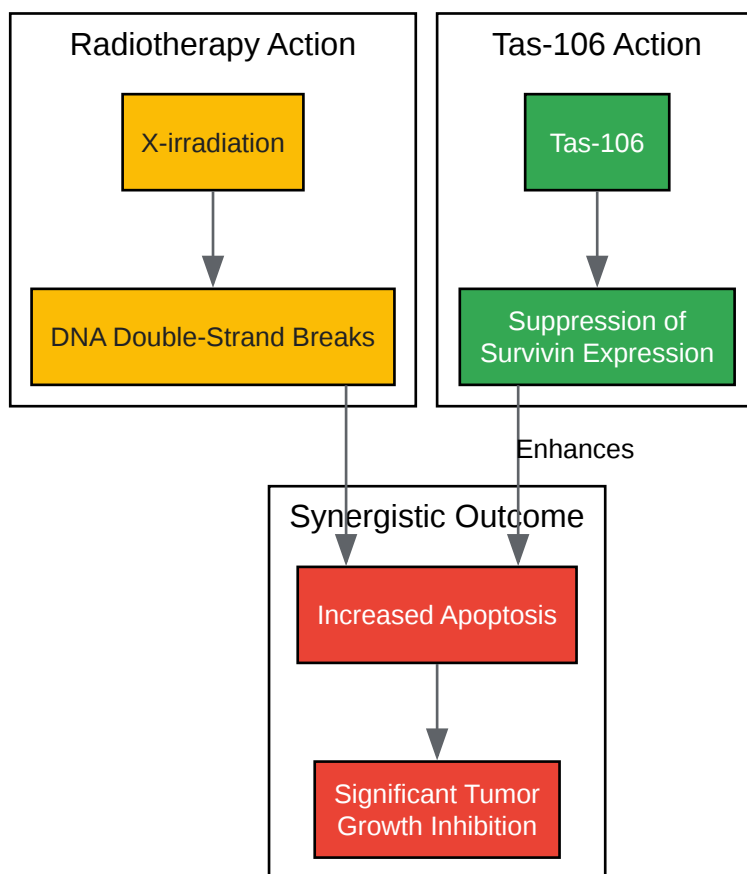 Radiotherapy Action
X-irradiation
DNA Double-Strand Breaks
Tas-106 Action
Tas-106
Suppression of
Survivin Expression
Enhances
Synergistic Outcome
Increased Apoptosis
Significant Tumor
Growth Inhibition